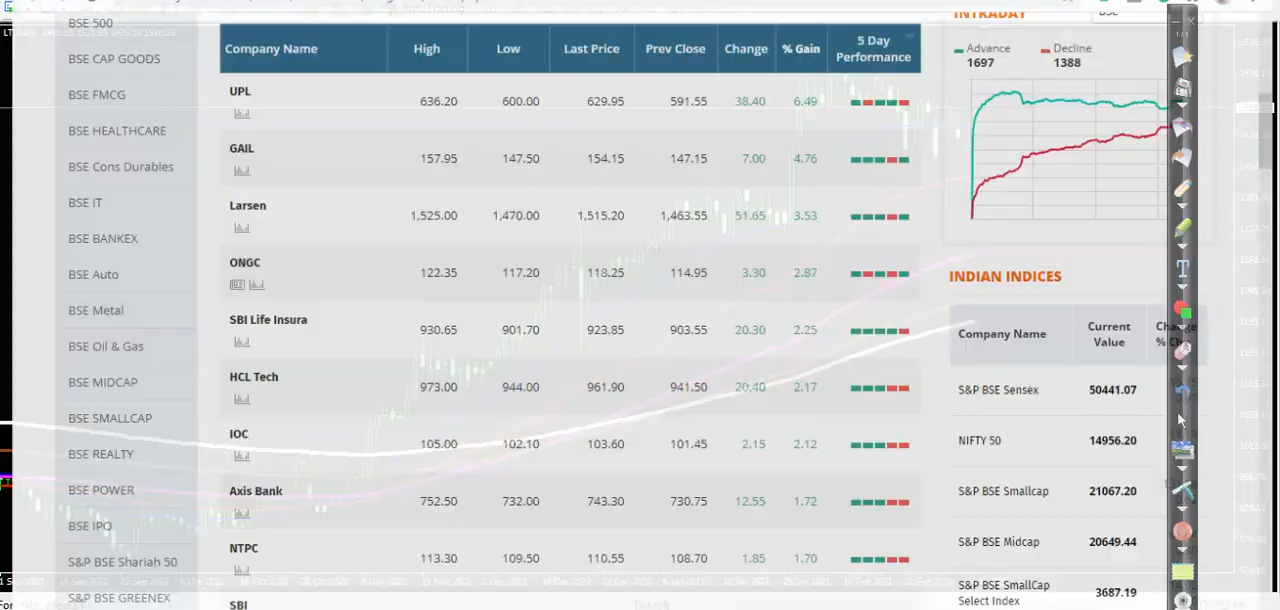 BSE 500
BSE CAP GOODS
BSE FMCG
BSE HEALTHCARE
BSE Cons Durables
BSE IT
BSE BANKEX
BSE Auto
BSE Metal
BSE Oil & Gas
BSE MIDCAP
BSE SMALLCAP
BSE REALTY
BSE POWER
BSE IPO
S&P BSE Shariah 50
S&P BSE GREENEX
Company Name High Low Last Price Prev Close Change % Gain 5 Day Performance
UPL 636.20 600.00 629.95 591.55 38.40 6.49
GAIL 157.95 147.50 154.15 147.15 7.00 4.76
Larsen 1,525.00 1,470.00 1,515.20 1,463.55 51.65 3.53
ONGC 122.35 117.20 118.25 114.95 3.30 2.87
SBI Life Insura 930.65 901.70 923.85 903.55 20.30 2.25
HCL Tech 973.00 944.00 961.90 941.50 20.40 2.17
IOC 105.00 102.10 103.60 101.45 2.15 2.12
Axis Bank 752.50 732.00 743.30 730.75 12.55 1.72
NTPC 113.30 109.50 110.55 108.70 1.85 1.70
SBI
INTRADAY
BSE
Advance Decline
1697 1388
INDIAN INDICES
Company Name Current Value
S&P BSE Sensex 50441.07
NIFTY 50 14956.20
S&P BSE Smallcap 21067.20
S&P BSE Midcap 20649.44
S&P BSE SmallCap Select Index 3687.19